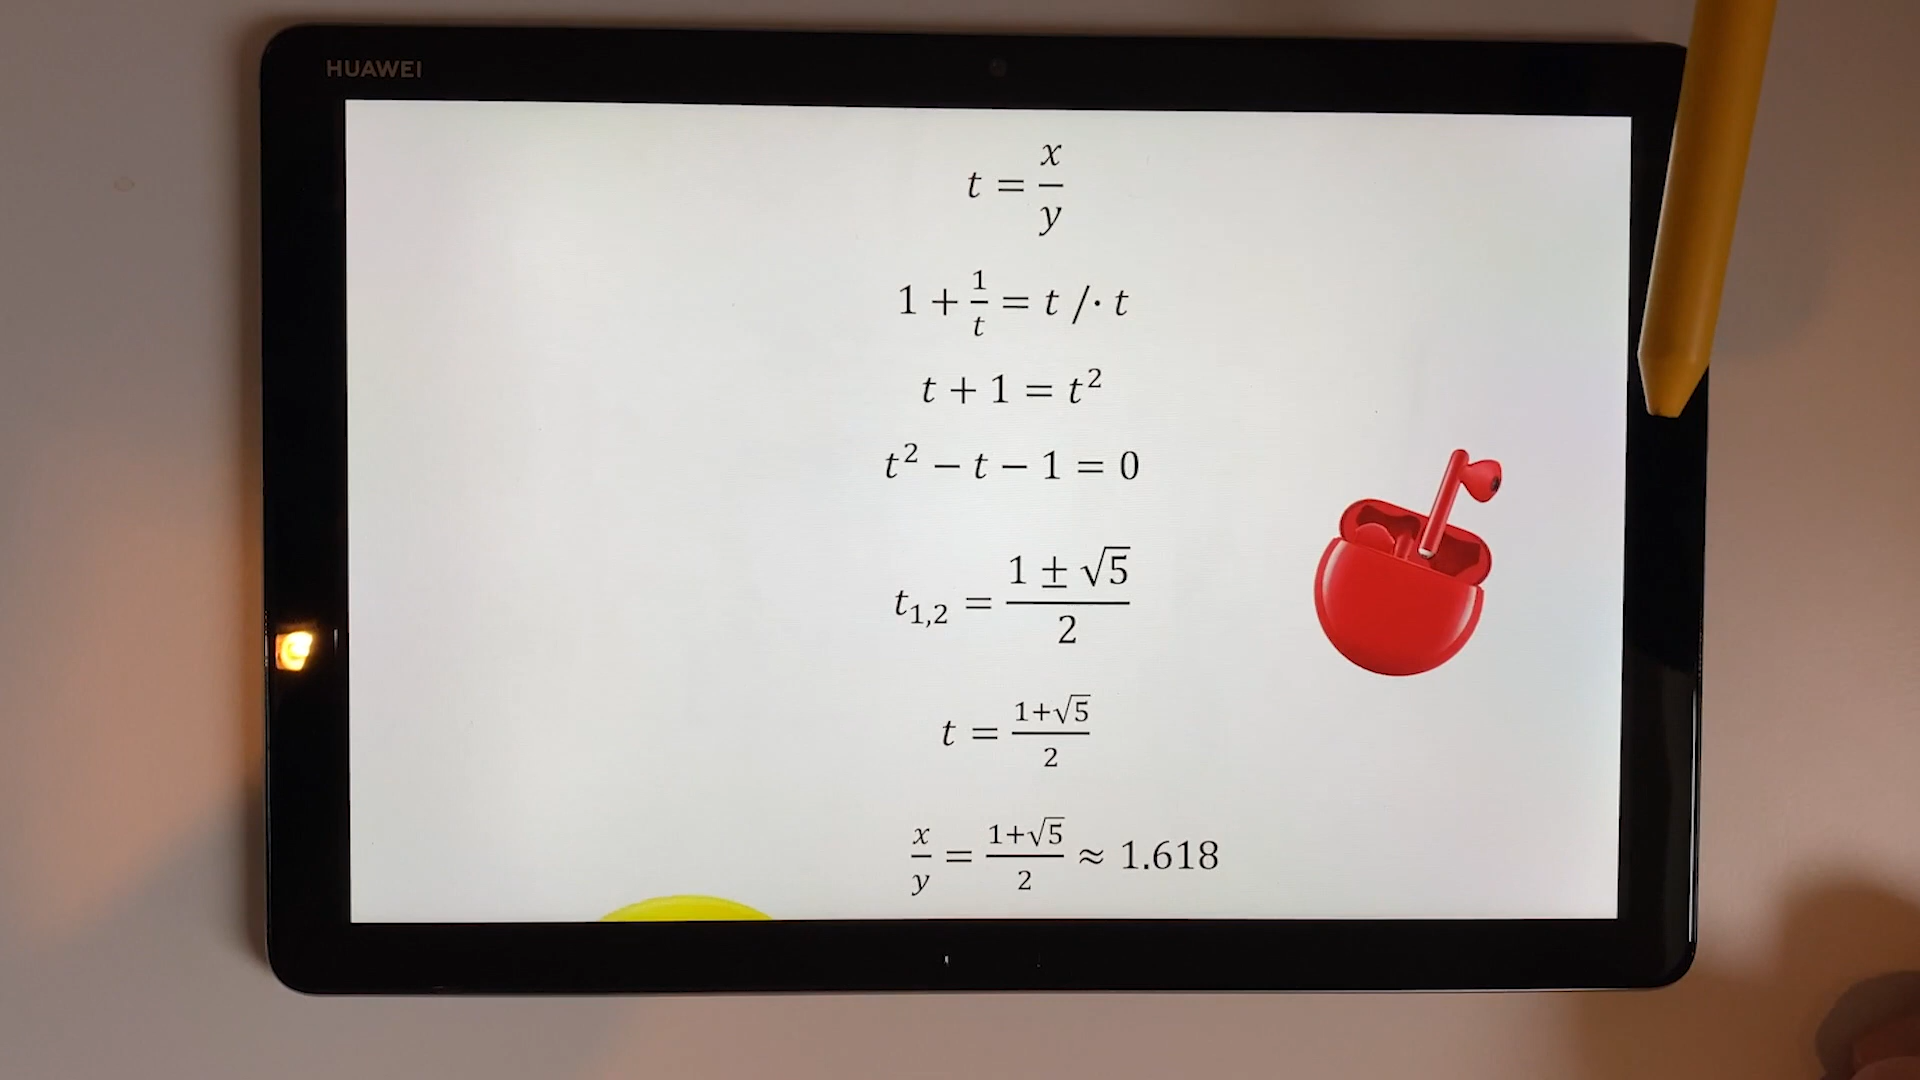 HUAWEI
t = x/y
1 + 1/t = t /· t
t + 1 = t²
t² − t − 1 = 0
t₁,₂ = (1 ± √5)/2
t = (1+√5)/2
x/y = (1+√5)/2 ≈ 1.618